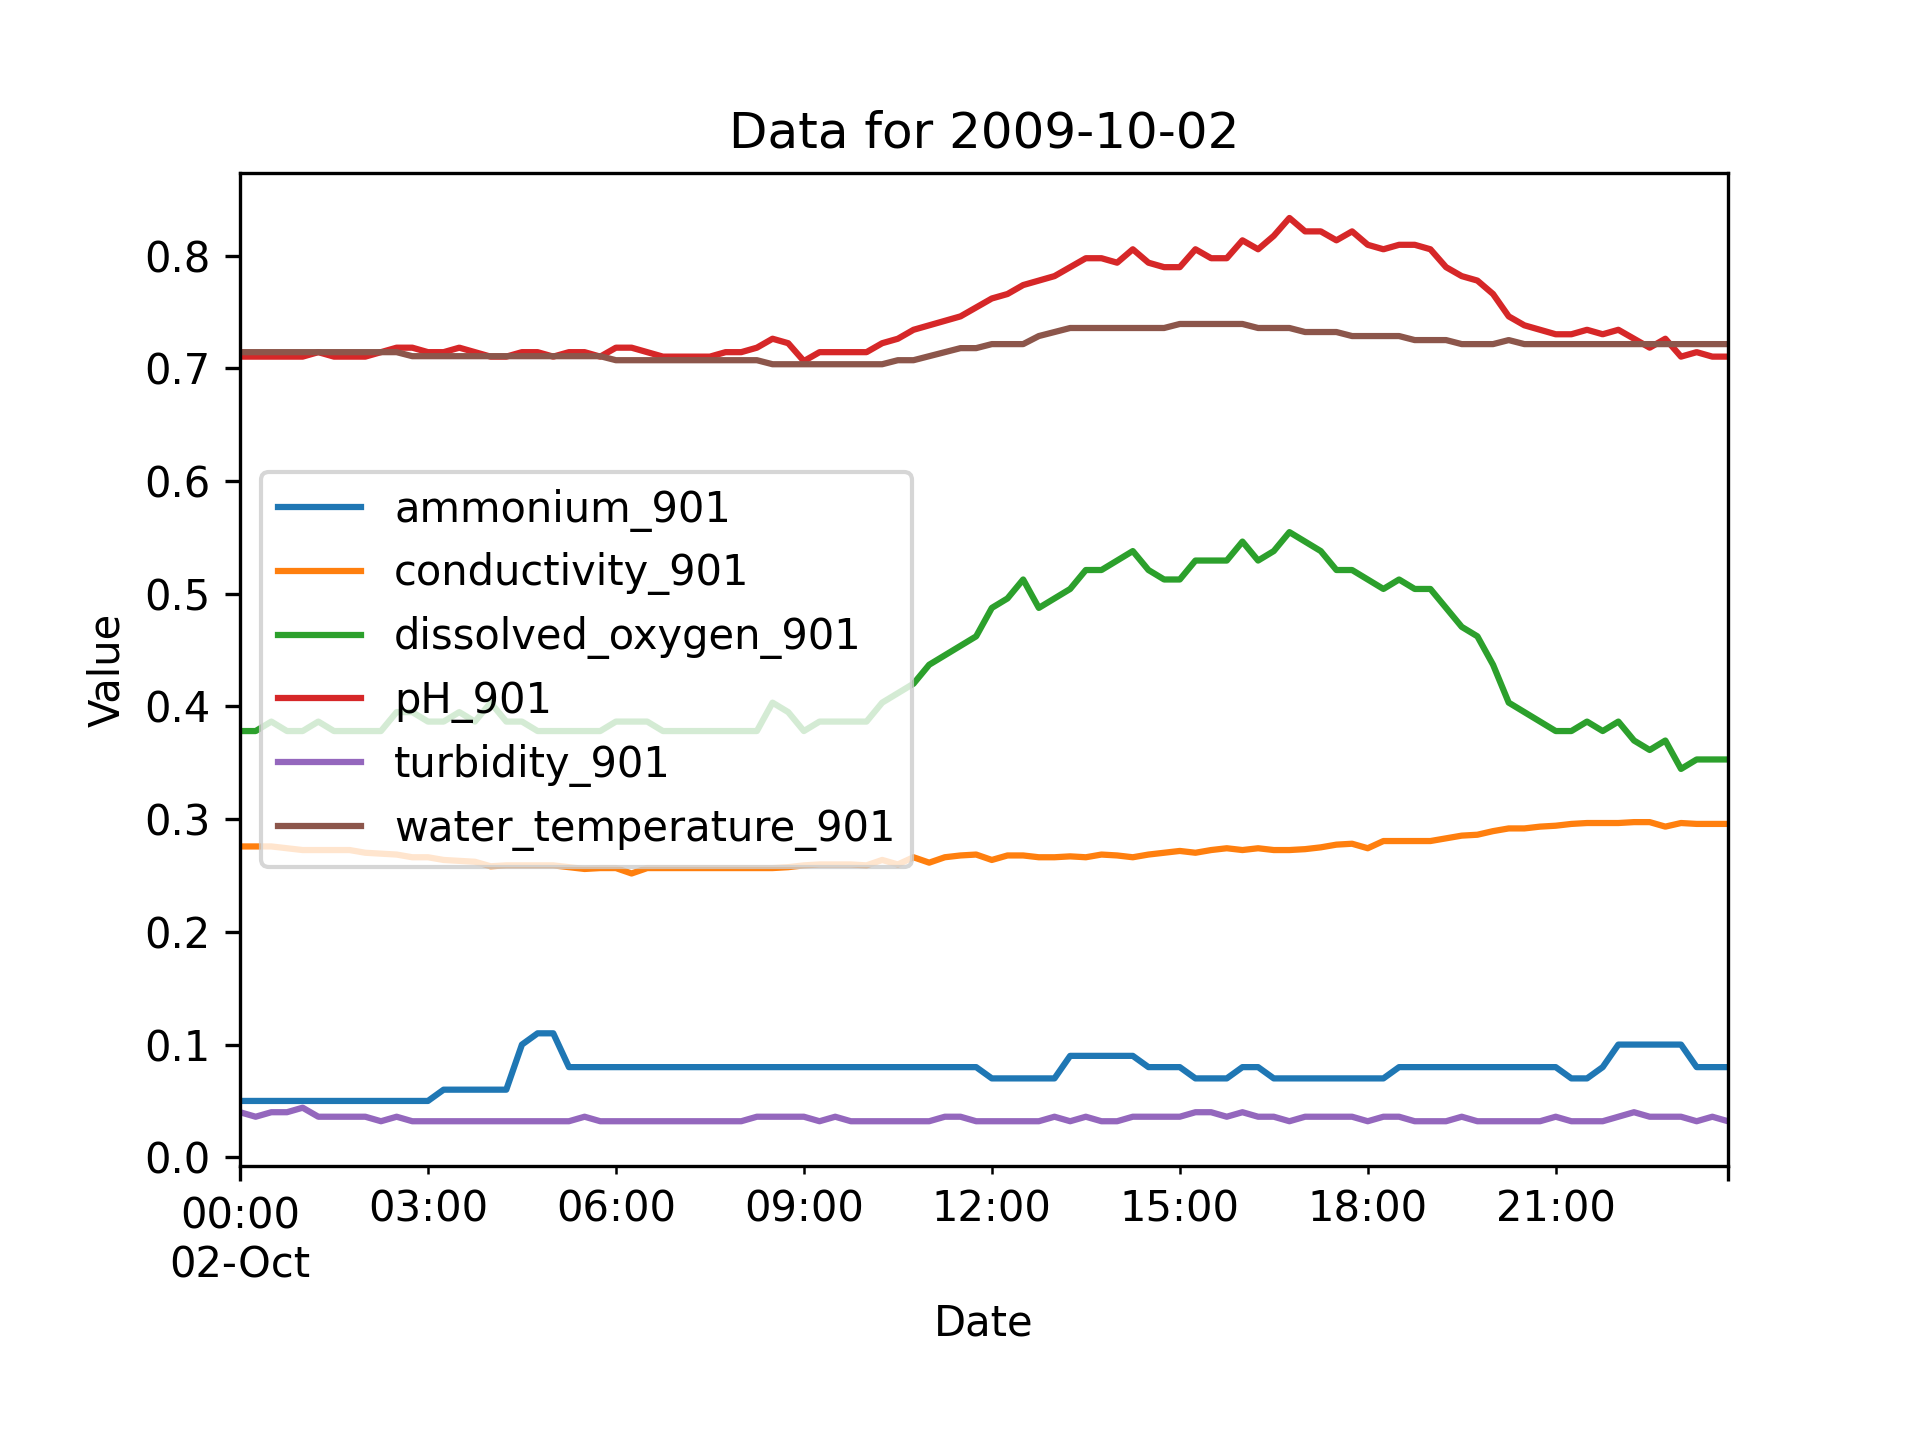 Data for 2009-10-02
Value
0.8
0.7
0.6
0.5
0.4
0.3
0.2
0.1
0.0
ammonium_901
conductivity_901
dissolved_oxygen_901
pH_901
turbidity_901
water_temperature_901
00:00 03:00 06:00 09:00 12:00 15:00 18:00 21:00
02-Oct
Date